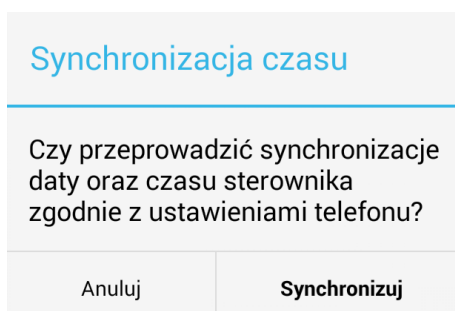 Synchronizacja czasu
Czy przeprowadzić synchronizacje
daty oraz czasu sterownika
zgodnie z ustawieniami telefonu?
Anuluj
Synchronizuj